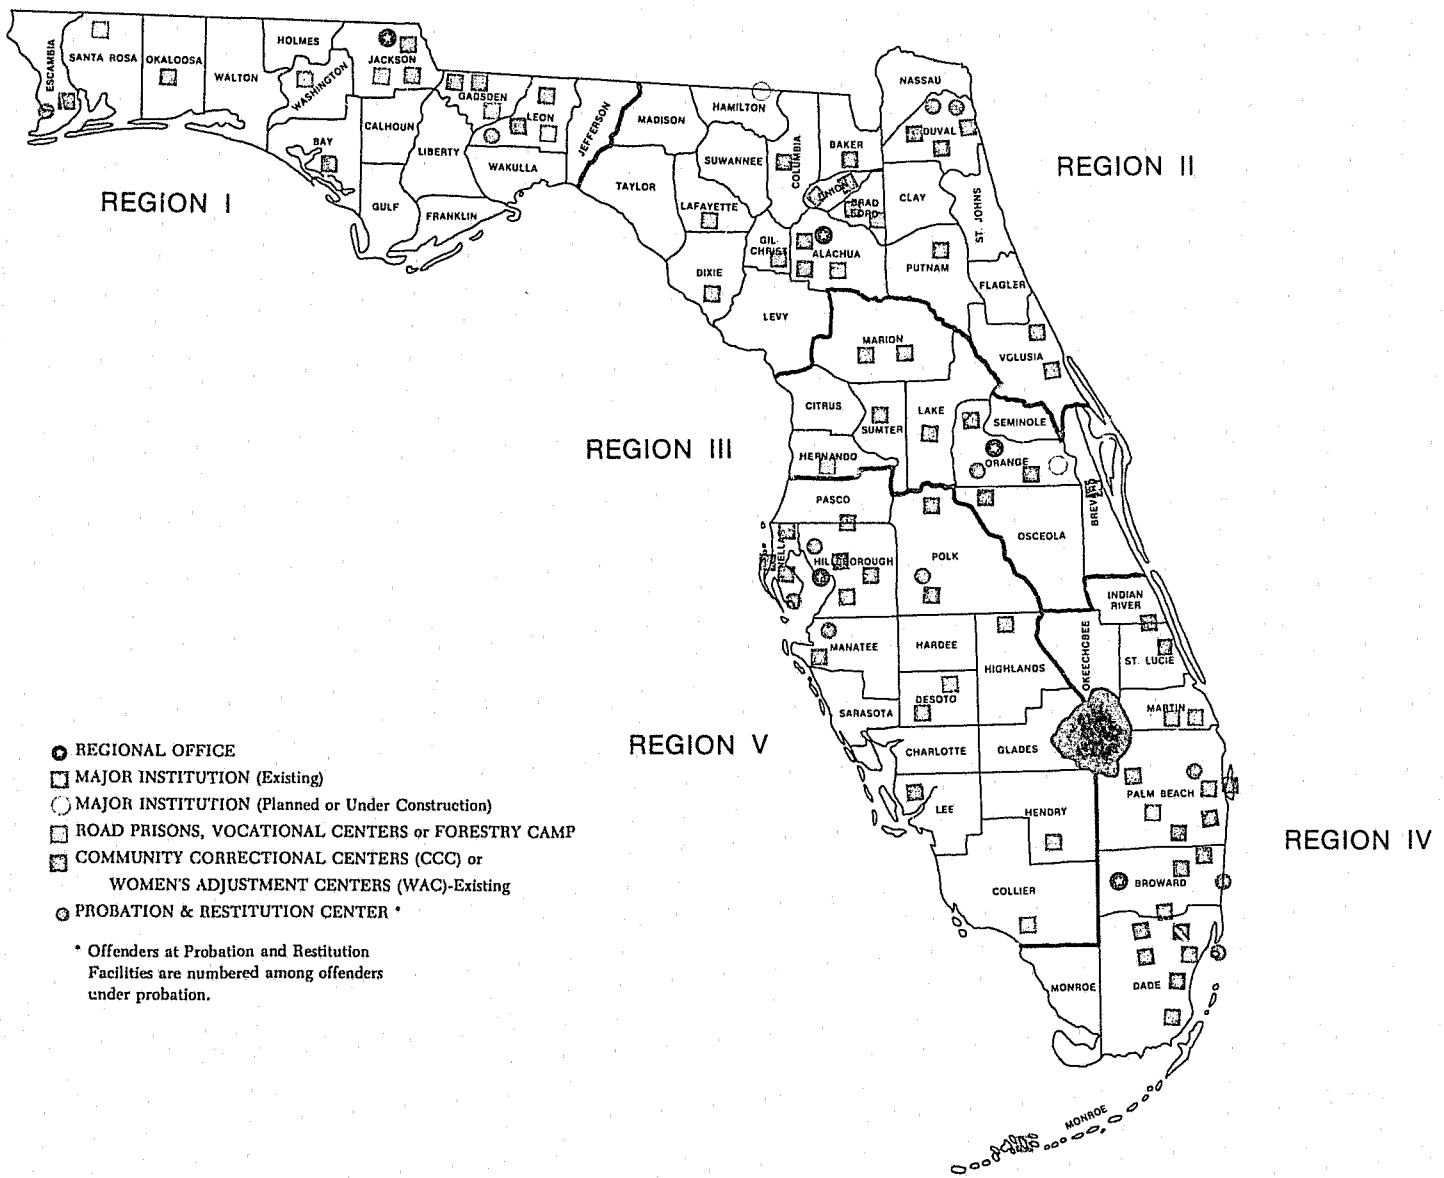 HOLMES
NASSAU
ESCAMBIA
SANTA ROSA
OKALOOSA
JACKSON
WALTON
WASHINGTON
GADSDEN
HAMILTON
CALHOUN
LEON
JEFFERSON
MADISON
DUVAL
BAY
BAKER
LIBERTY
SUWANNEE
COLUMBIA
REGION II
WAKULLA
TAYLOR
UNION
CLAY
REGION I
GULF
FRANKLIN
LAFAYETTE
BRAD
FORD
ST. JOHNS
GIL-
CHRIST
ALACHUA
PUTNAM
DIXIE
FLAGLER
LEVY
MARION
VOLUSIA
CITRUS
LAKE
SUMTER
SEMINOLE
REGION III
HERNANDO
ORANGE
PASCO
BREVARD
OSCEOLA
NELLAS
HILLSBOROUGH
POLK
INDIAN
RIVER
MANATEE
HARDEE
OKEECHOBEE
HIGHLANDS
ST. LUCIE
DESOTO
SARASOTA
MARTIN
REGION V
CHARLOTTE
GLADES
REGIONAL OFFICE
MAJOR INSTITUTION (Existing)
MAJOR INSTITUTION (Planned or Under Construction)
ROAD PRISONS, VOCATIONAL CENTERS or FORESTRY CAMP
COMMUNITY CORRECTIONAL CENTERS (CCC) or
WOMEN'S ADJUSTMENT CENTERS (WAC)-Existing
PROBATION & RESTITUTION CENTER *
* Offenders at Probation and Restitution
Facilities are numbered among offenders
under probation.
PALM BEACH
LEE
HENDRY
REGION IV
BROWARD
COLLIER
MONROE
DADE
MONROE